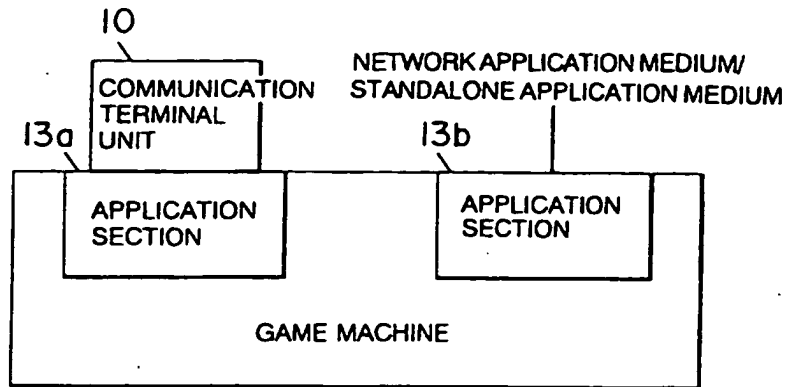 10
COMMUNICATION
TERMINAL
UNIT
NETWORK APPLICATION MEDIUM/
STANDALONE APPLICATION MEDIUM
13a
13b
APPLICATION
SECTION
APPLICATION
SECTION
GAME MACHINE